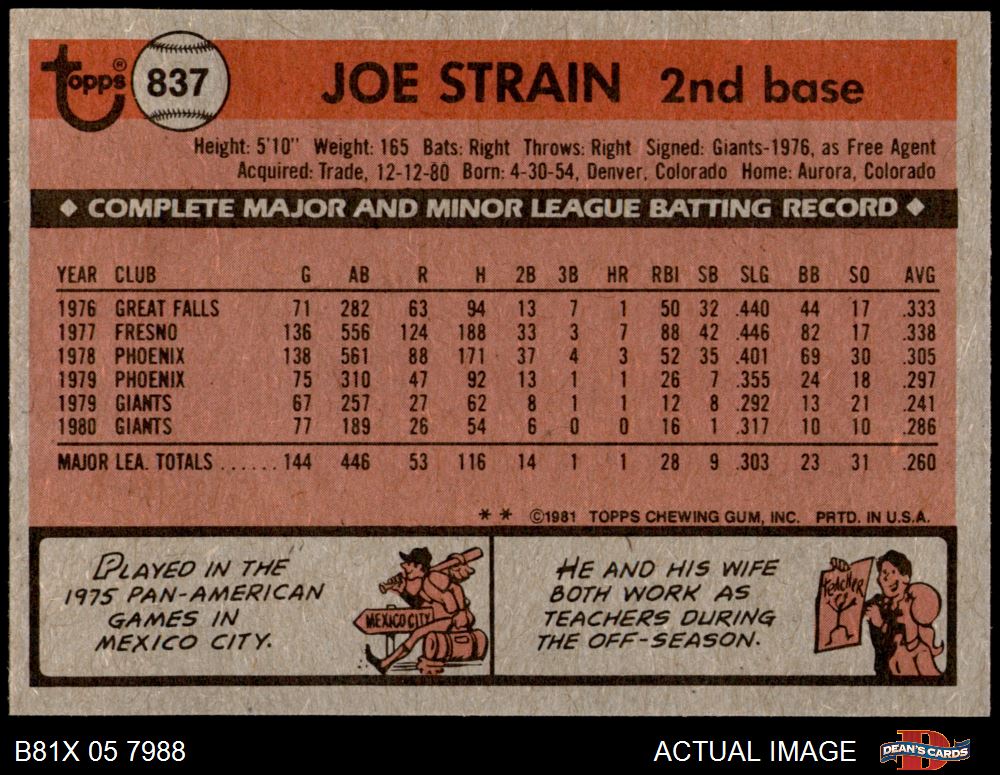 Topps ® 837 JOE STRAIN 2nd base
Height: 5'10" Weight: 165 Bats: Right Throws: Right Signed: Giants-1976, as Free Agent
Acquired: Trade, 12-12-80 Born: 4-30-54, Denver, Colorado Home: Aurora, Colorado
◆ COMPLETE MAJOR AND MINOR LEAGUE BATTING RECORD ◆
YEAR CLUB G AB R H 2B 3B HR RBI SB SLG BB SO AVG
1976 GREAT FALLS 71 282 63 94 13 7 1 50 32 .440 44 17 .333
1977 FRESNO 136 556 124 188 33 3 7 88 42 .446 82 17 .338
1978 PHOENIX 138 561 88 171 37 4 3 52 35 .401 69 30 .305
1979 PHOENIX 75 310 47 92 13 1 1 26 7 .355 24 18 .297
1979 GIANTS 67 257 27 62 8 1 1 12 8 .292 13 21 .241
1980 GIANTS 77 189 26 54 6 0 0 16 1 .317 10 10 .286
MAJOR LEA. TOTALS ...... 144 446 53 116 14 1 1 28 9 .303 23 31 .260
** ©1981 TOPPS CHEWING GUM, INC. PRTD. IN U.S.A.
PLAYED IN THE
1975 PAN-AMERICAN
GAMES IN
MEXICO CITY.
MEXICO CITY
HE AND HIS WIFE
BOTH WORK AS
TEACHERS DURING
THE OFF-SEASON.
TEACHER
B81X 05 7988
ACTUAL IMAGE
DEAN'S CARDS